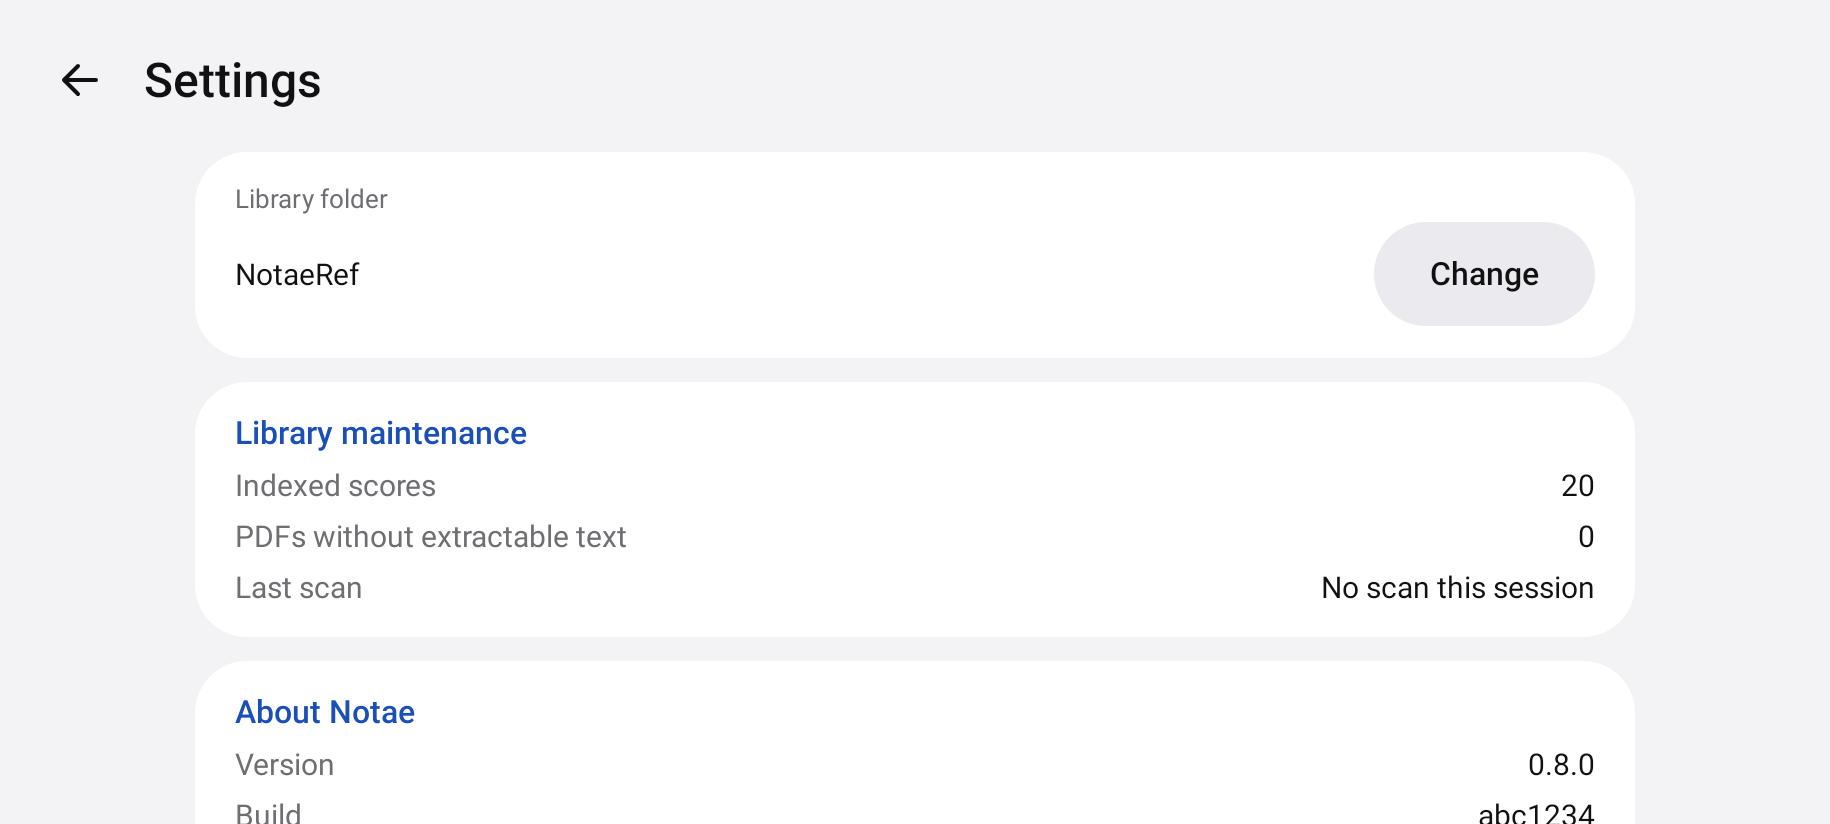 Settings
Library folder
NotaeRef
Change
Library maintenance
Indexed scores 20
PDFs without extractable text 0
Last scan No scan this session
About Notae
Version 0.8.0
Build abc1234